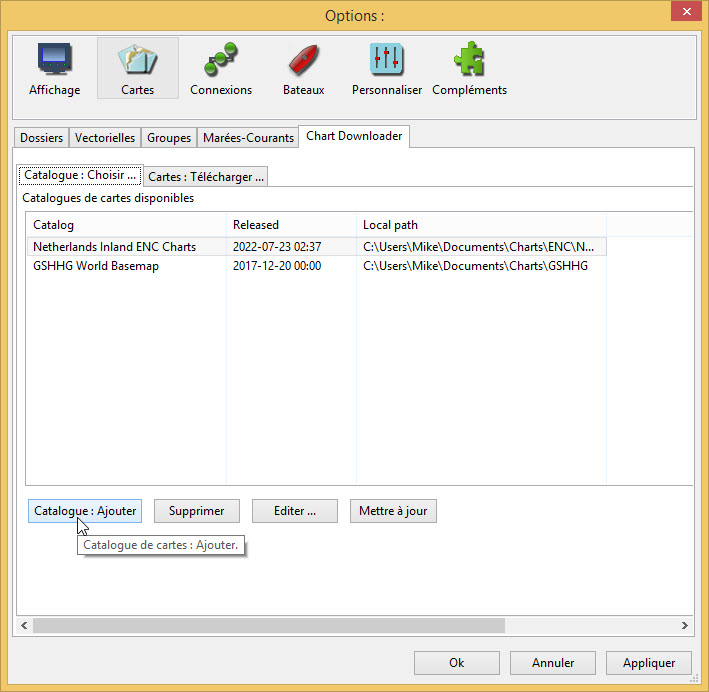 Options :
Affichage Cartes Connexions Bateaux Personnaliser Compléments
Dossiers Vectorielles Groupes Marées-Courants Chart Downloader
Catalogue : Choisir ... Cartes : Télécharger ...
Catalogues de cartes disponibles
Catalog Released Local path
Netherlands Inland ENC Charts 2022-07-23 02:37 C:\Users\Mike\Documents\Charts\ENC\N...
GSHHG World Basemap 2017-12-20 00:00 C:\Users\Mike\Documents\Charts\GSHHG
Catalogue : Ajouter Supprimer Editer ... Mettre à jour
Catalogue de cartes : Ajouter.
Ok Annuler Appliquer